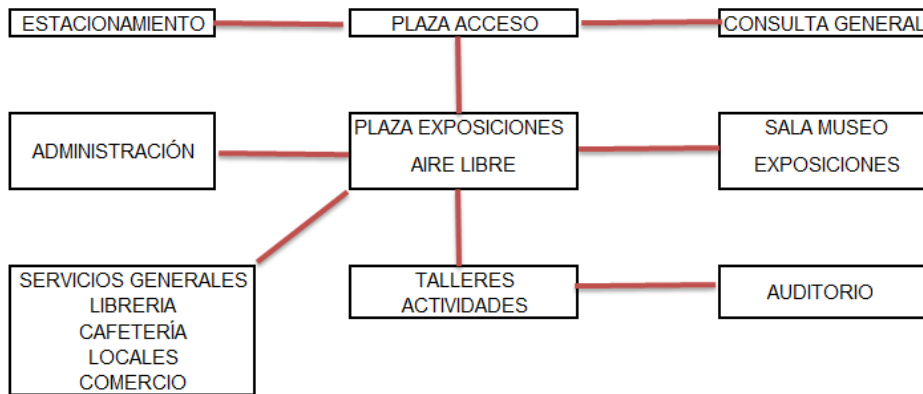 ESTACIONAMIENTO
PLAZA ACCESO
CONSULTA GENERAL
ADMINISTRACIÓN
PLAZA EXPOSICIONES
AIRE LIBRE
SALA MUSEO
EXPOSICIONES
SERVICIOS GENERALES
LIBRERIA
CAFETERÍA
LOCALES
COMERCIO
TALLERES
ACTIVIDADES
AUDITORIO